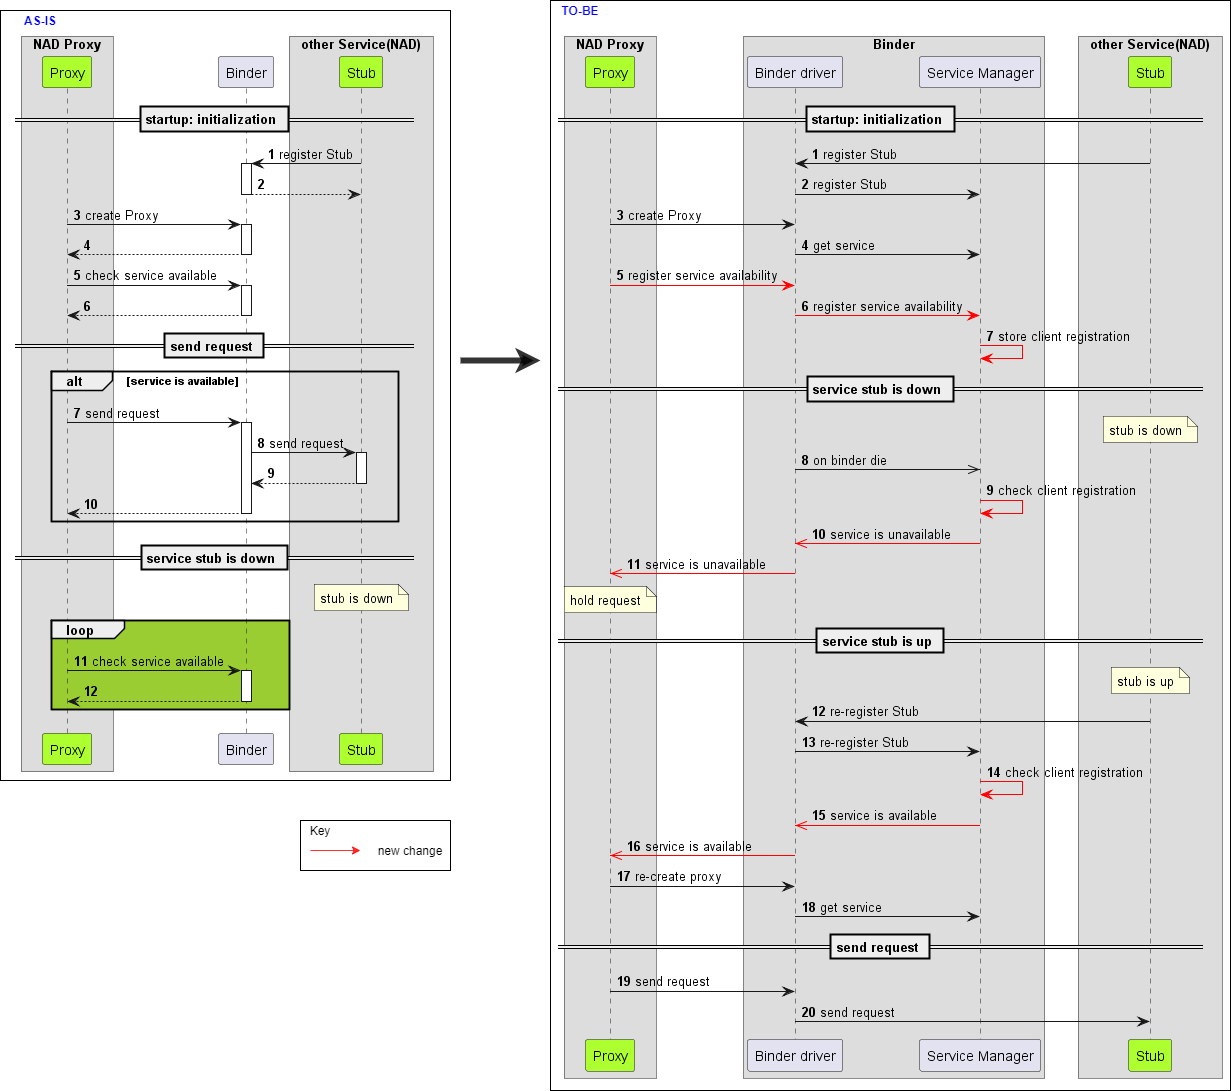 AS-IS
NAD Proxy
other Service(NAD)
Proxy
Binder
Stub
startup: initialization
1 register Stub
2
3 create Proxy
4
5 check service available
6
send request
alt
[service is available]
7 send request
8 send request
9
10
service stub is down
stub is down
loop
11 check service available
12
Proxy
Binder
Stub
Key
new change
TO-BE
NAD Proxy
Binder
other Service(NAD)
Proxy
Binder driver
Service Manager
Stub
startup: initialization
1 register Stub
2 register Stub
3 create Proxy
4 get service
5 register service availability
6 register service availability
7 store client registration
service stub is down
stub is down
8 on binder die
9 check client registration
10 service is unavailable
11 service is unavailable
hold request
service stub is up
stub is up
12 re-register Stub
13 re-register Stub
14 check client registration
15 service is available
16 service is available
17 re-create proxy
18 get service
send request
19 send request
20 send request
Proxy
Binder driver
Service Manager
Stub